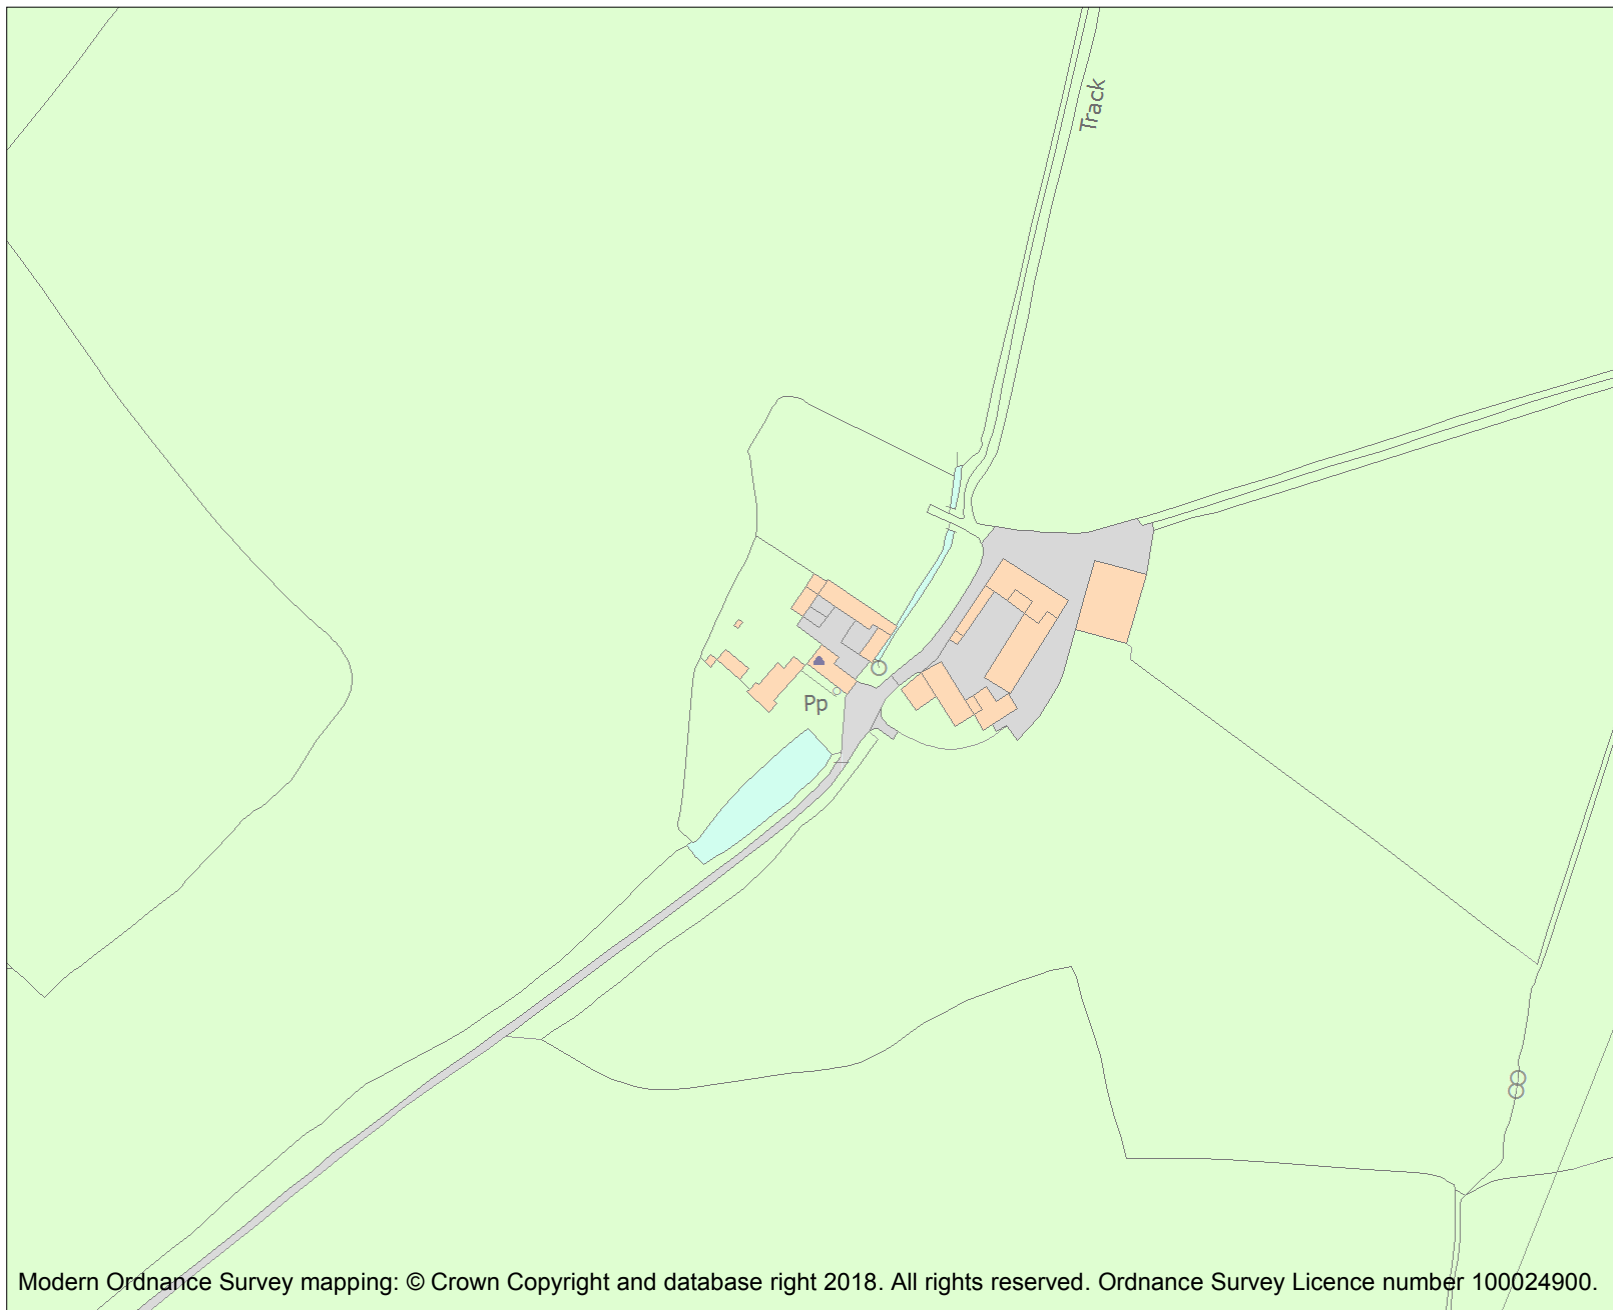 Track
Pp
Modern Ordnance Survey mapping: © Crown Copyright and database right 2018. All rights reserved. Ordnance Survey Licence number 100024900.